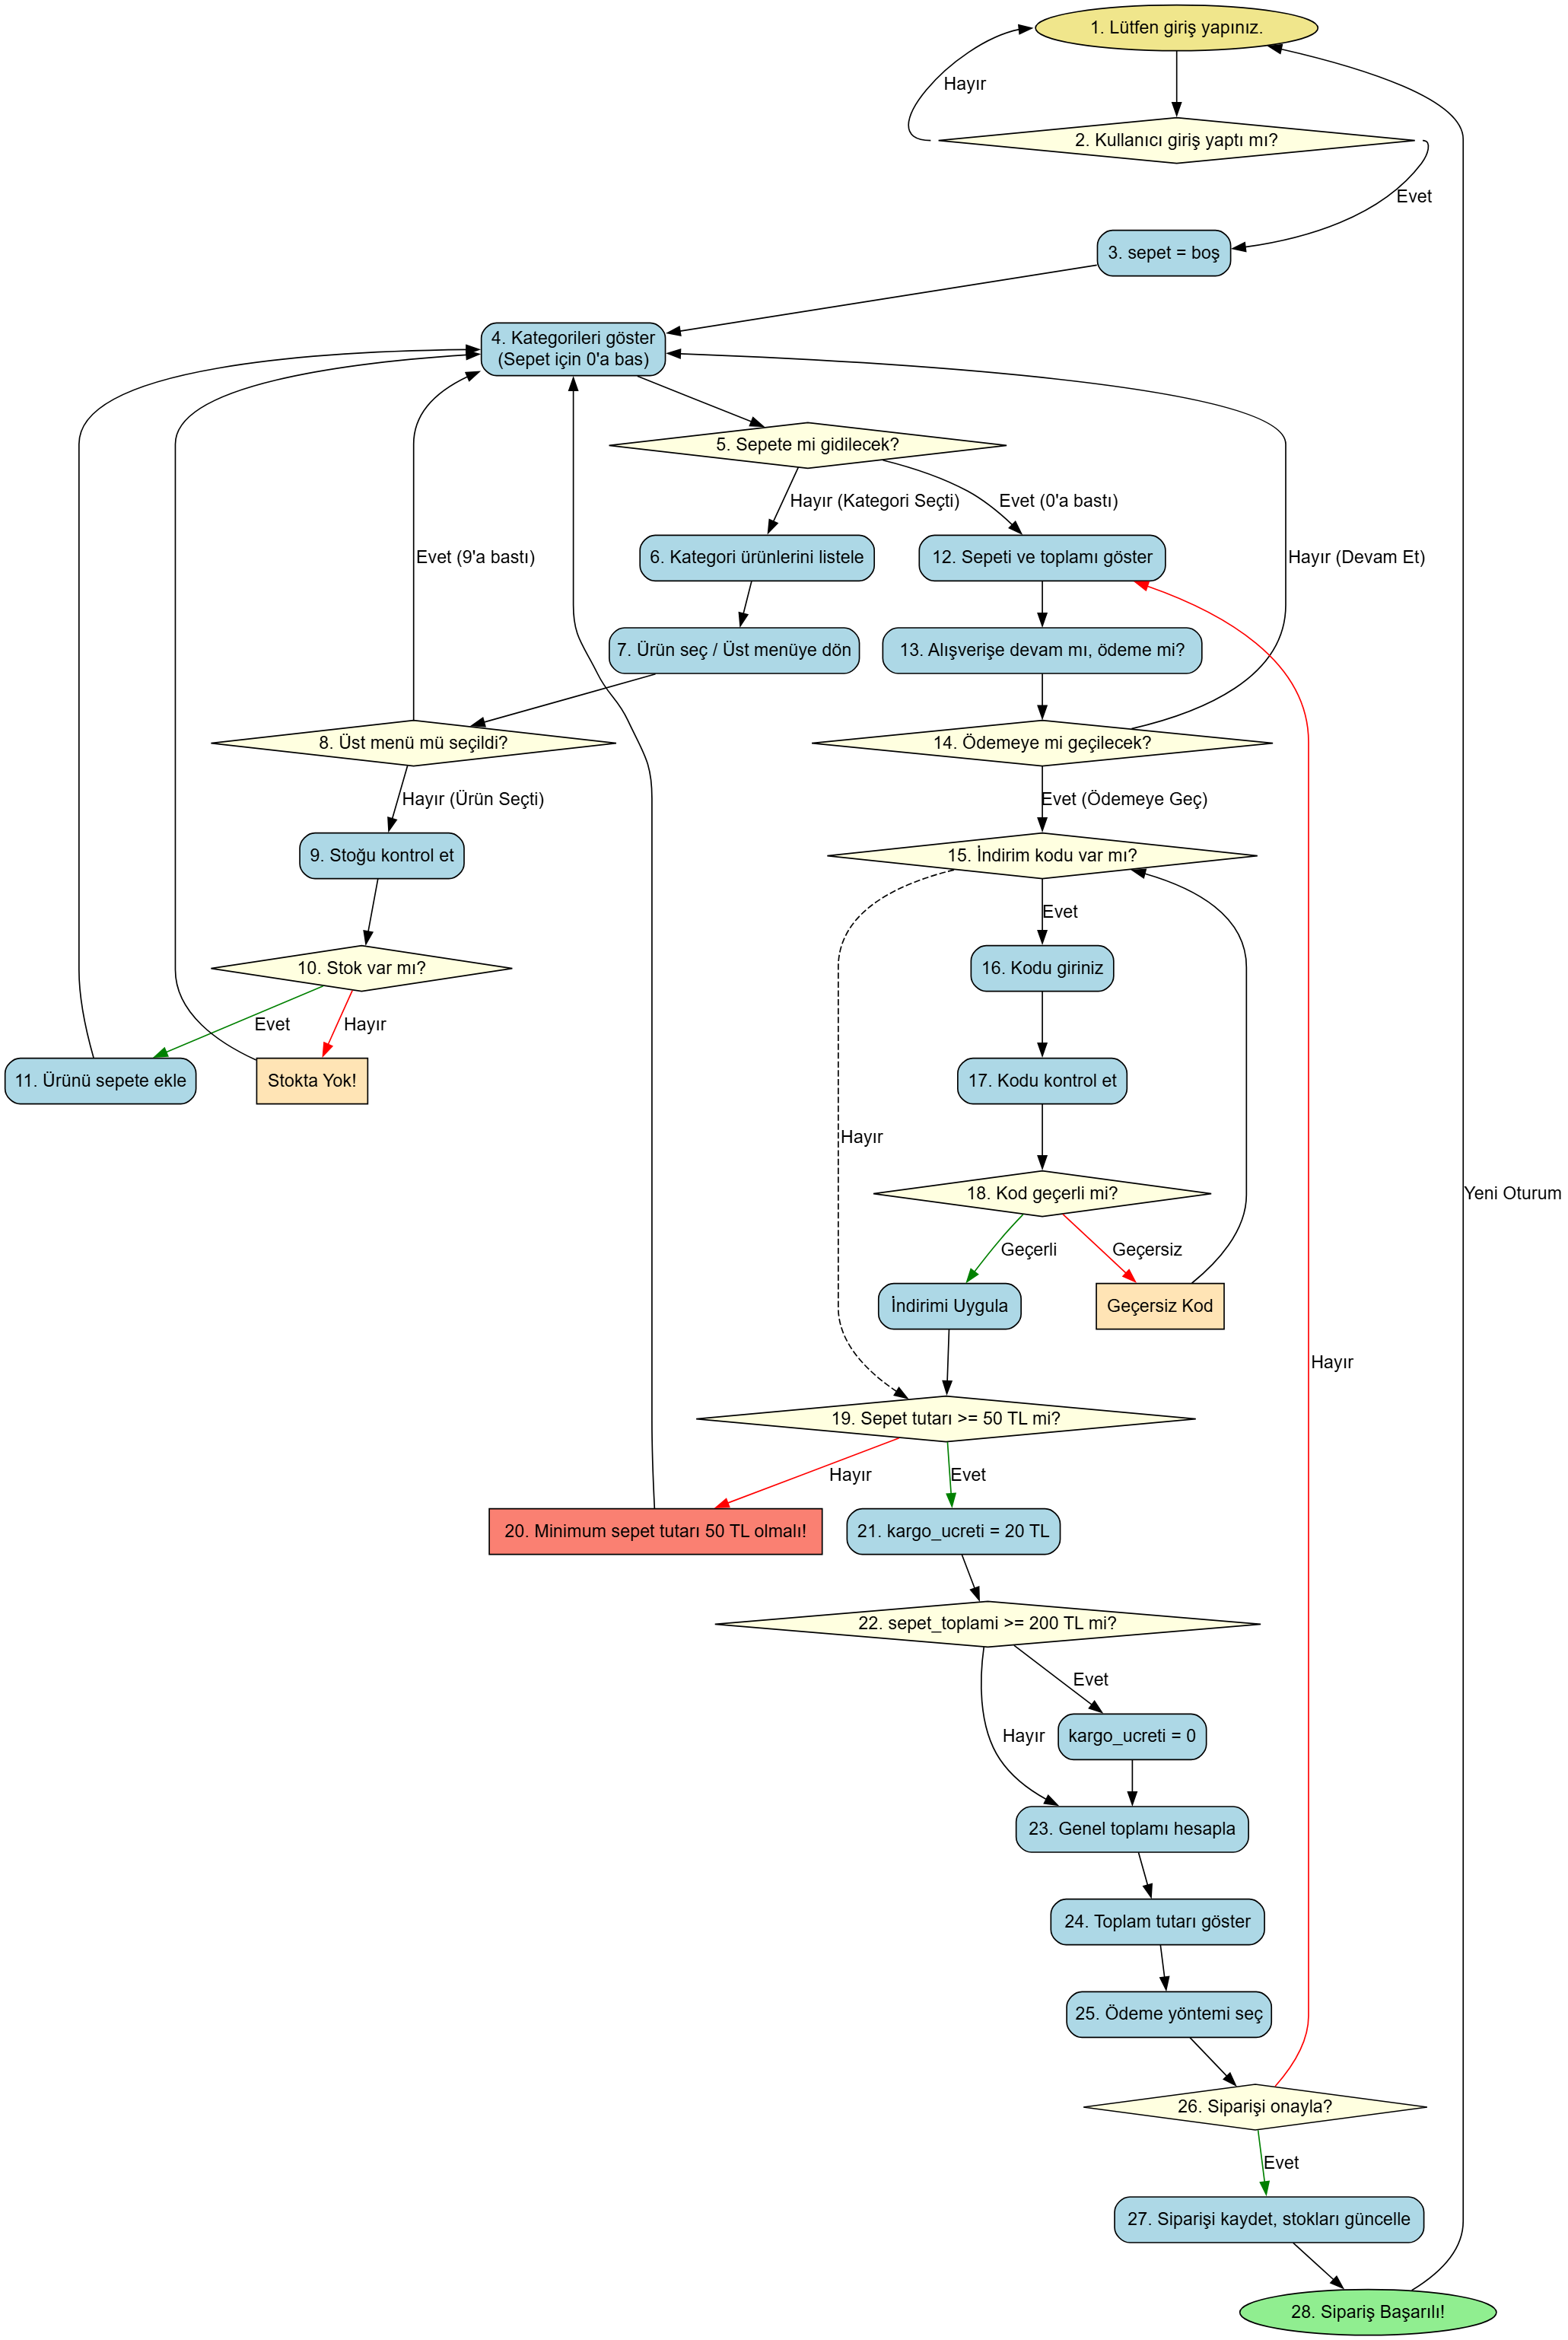 1. Lütfen giriş yapınız.
Hayır
2. Kullanıcı giriş yaptı mı?
Evet
3. sepet = boş
4. Kategorileri göster
(Sepet için 0'a bas)
5. Sepete mi gidilecek?
Hayır (Kategori Seçti)
Evet (0'a bastı)
Evet (9'a bastı)
6. Kategori ürünlerini listele
12. Sepeti ve toplamı göster
Hayır (Devam Et)
7. Ürün seç / Üst menüye dön
13. Alışverişe devam mı, ödeme mi?
8. Üst menü mü seçildi?
14. Ödemeye mi geçilecek?
Hayır (Ürün Seçti)
Evet (Ödemeye Geç)
9. Stoğu kontrol et
15. İndirim kodu var mı?
Evet
10. Stok var mı?
16. Kodu giriniz
Evet
Hayır
11. Ürünü sepete ekle
Stokta Yok!
17. Kodu kontrol et
Hayır
18. Kod geçerli mi?
Yeni Oturum
Geçerli
Geçersiz
İndirimi Uygula
Geçersiz Kod
Hayır
19. Sepet tutarı >= 50 TL mi?
Hayır
Evet
20. Minimum sepet tutarı 50 TL olmalı!
21. kargo_ucreti = 20 TL
22. sepet_toplami >= 200 TL mi?
Evet
Hayır
kargo_ucreti = 0
23. Genel toplamı hesapla
24. Toplam tutarı göster
25. Ödeme yöntemi seç
26. Siparişi onayla?
Evet
27. Siparişi kaydet, stokları güncelle
28. Sipariş Başarılı!